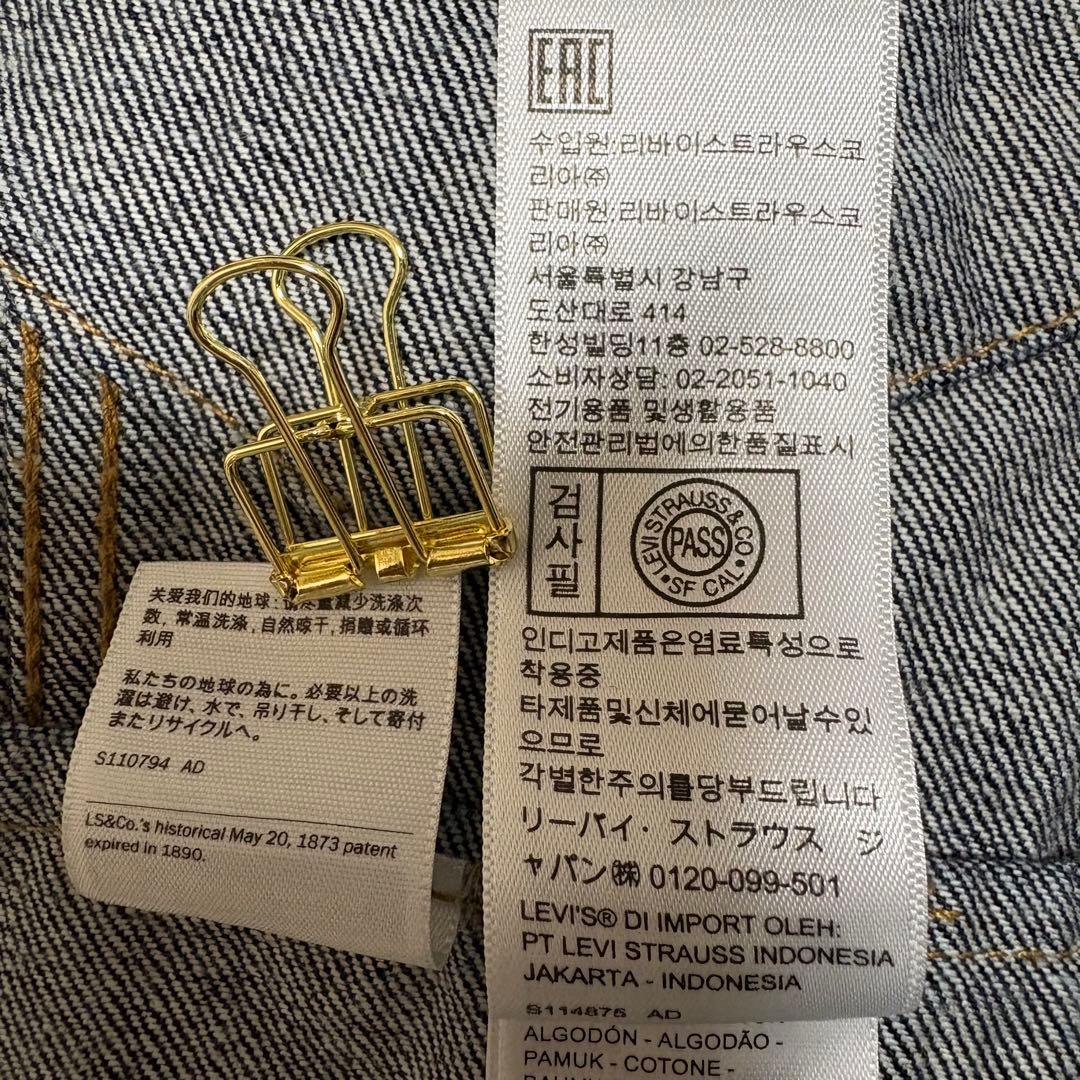 EAC
수입원:리바이스트라우스코
리아㈜
판매원:리바이스트라우스코
리아㈜
서울특별시 강남구
도산대로 414
한성빌딩11층 02-528-8800
소비자상담: 02-2051-1040
전기용품 및생활용품
안전관리법에의한품질표시
검사필
LEVI STRAUSS & CO
PASS
SF CAL
인디고제품은염료특성으로
착용중
타제품및신체에묻어날수있
으므로
각별한주의를당부드립니다
リーバイ・ストラウス ジ
ャパン㈱ 0120-099-501
LEVI'S® DI IMPORT OLEH:
PT LEVI STRAUSS INDONESIA
JAKARTA - INDONESIA
S114875 AD
ALGODÓN - ALGODÃO -
PAMUK - COTONE -
关爱我们的地球:请尽量减少洗涤次
数, 常温洗涤, 自然晾干, 捐赠或循环
利用
私たちの地球の為に。必要以上の洗
濯は避け、水で、吊り干し、そして寄付
またリサイクルへ。
S110794 AD
LS&Co.'s historical May 20, 1873 patent
expired in 1890.